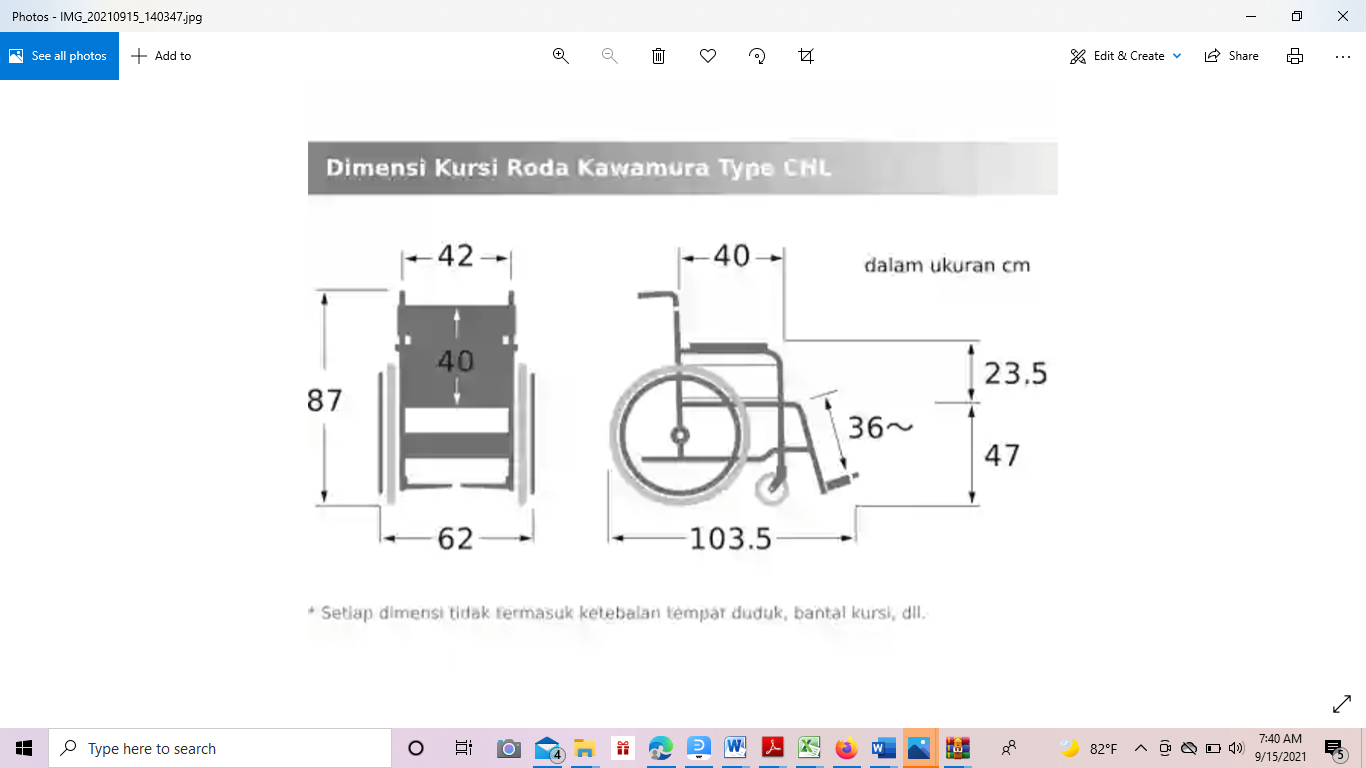 Photos - IMG_20210915_140347.jpg
See all photos
Add to
Edit & Create
Share
Dimensi Kursi Roda Kawamura Type CHL
42
40
dalam ukuran cm
40
87
23.5
36~
47
62
103.5
* Setiap dimensi tidak termasuk ketebalan tempat duduk, bantal kursi, dll.
Type here to search
4
82°F
7:40 AM
9/15/2021
5